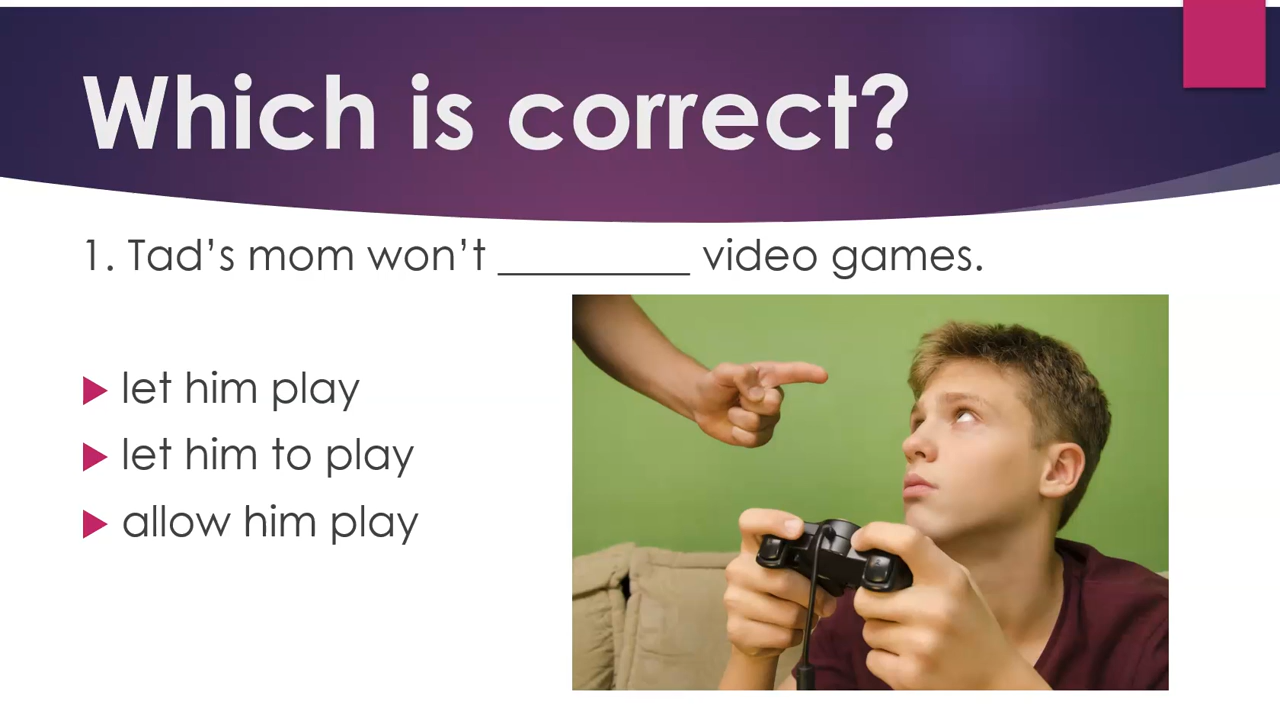 Which is correct?
1. Tad’s mom won’t _________ video games.
let him play
let him to play
allow him play